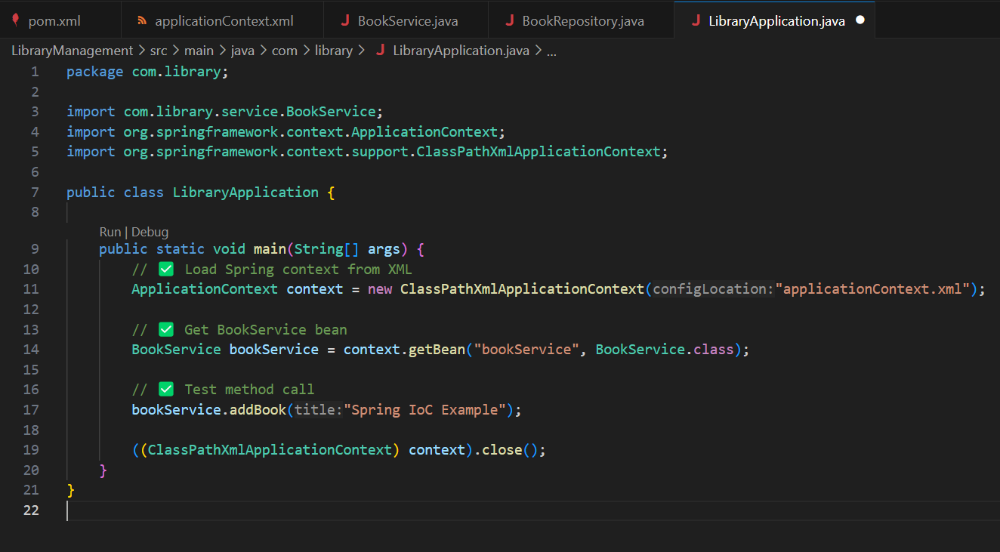 pom.xml applicationContext.xml J BookService.java J BookRepository.java J LibraryApplication.java ●
LibraryManagement > src > main > java > com > library > J LibraryApplication.java > ...
1 package com.library;
2
3 import com.library.service.BookService;
4 import org.springframework.context.ApplicationContext;
5 import org.springframework.context.support.ClassPathXmlApplicationContext;
6
7 public class LibraryApplication {
8
Run | Debug
9 public static void main(String[] args) {
10 // ✅ Load Spring context from XML
11 ApplicationContext context = new ClassPathXmlApplicationContext(configLocation:"applicationContext.xml");
12
13 // ✅ Get BookService bean
14 BookService bookService = context.getBean("bookService", BookService.class);
15
16 // ✅ Test method call
17 bookService.addBook(title:"Spring IoC Example");
18
19 ((ClassPathXmlApplicationContext) context).close();
20 }
21 }
22